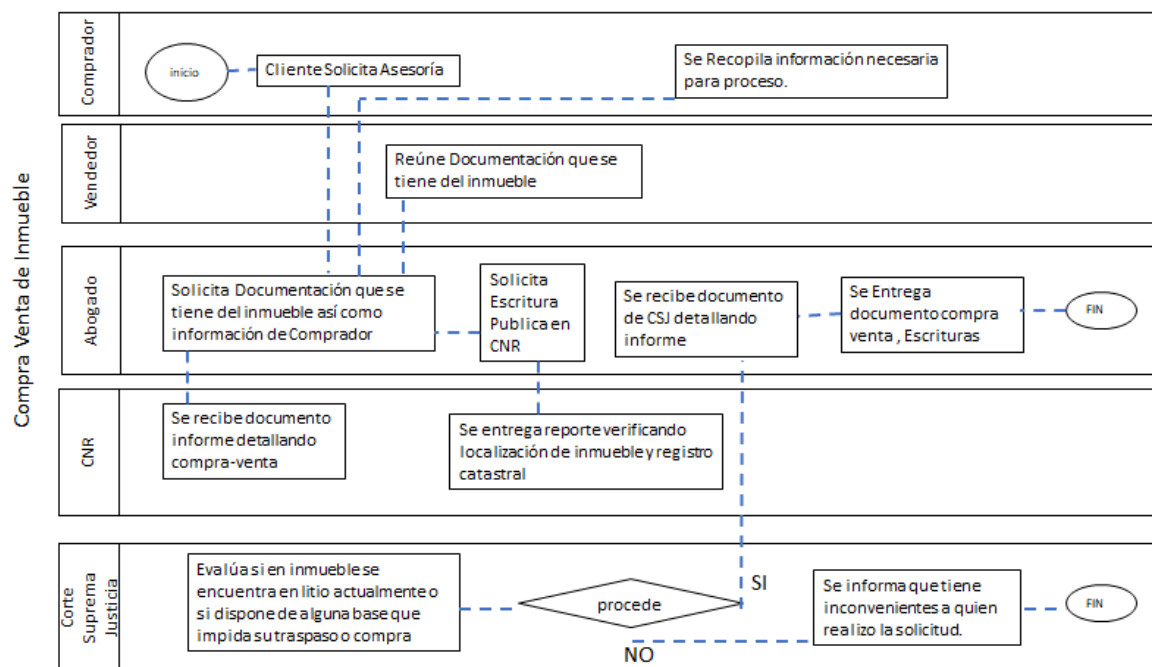 Compra Venta de Inmueble
Comprador
inicio
Cliente Solicita Asesoría
Se Recopila información necesaria
para proceso.
Vendedor
Reúne Documentación que se
tiene del inmueble
Abogado
Solicita Documentación que se
tiene del inmueble así como
información de Comprador
Solicita
Escritura
Publica en
CNR
Se recibe documento
de CSJ detallando
informe
Se Entrega
documento compra
venta , Escrituras
FIN
CNR
Se recibe documento
informe detallando
compra-venta
Se entrega reporte verificando
localización de inmueble y registro
catastral
Corte
Suprema
Justicia
Evalúa si en inmueble se
encuentra en litio actualmente o
si dispone de alguna base que
impida su traspaso o compra
procede
SI
NO
Se informa que tiene
inconvenientes a quien
realizo la solicitud.
FIN